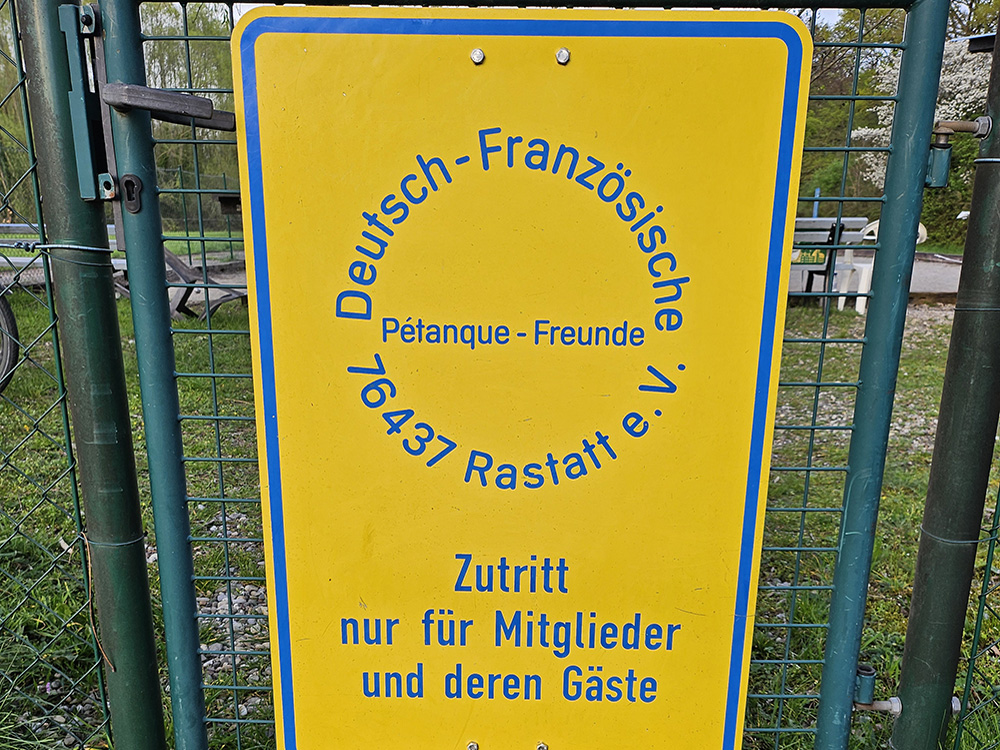 Deutsch-Französische
Pétanque - Freunde
76437 Rastatt e. V.
Zutritt
nur für Mitglieder
und deren Gäste